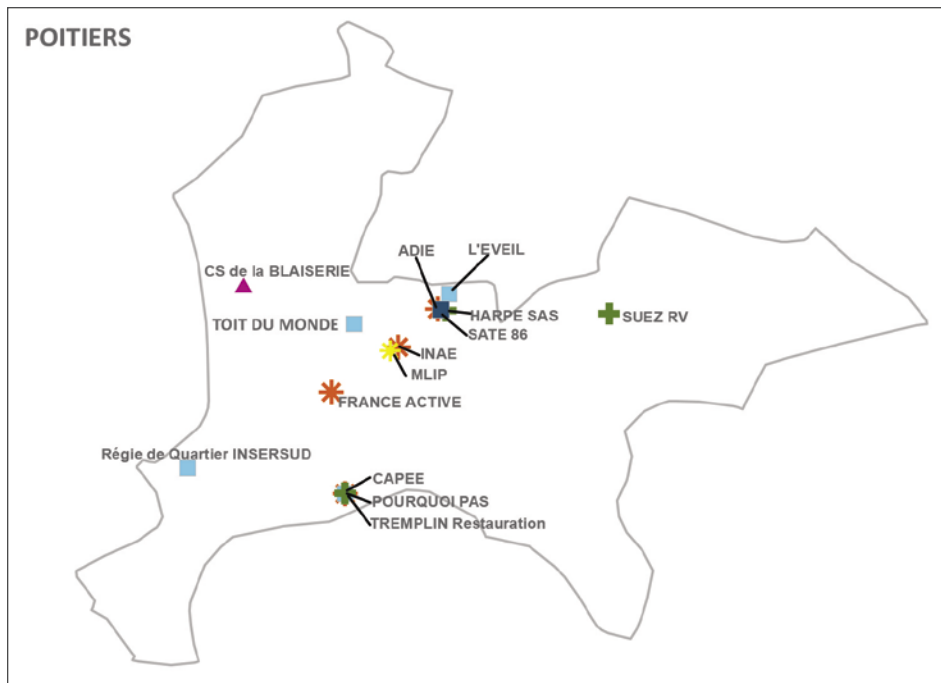 POITIERS
ADIE
L'EVEIL
CS de la BLAISERIE
HARPE SAS
SUEZ RV
TOIT DU MONDE
SATE 86
INAE
MLIP
FRANCE ACTIVE
Régie de Quartier INSERSUD
CAPEE
POURQUOI PAS
TREMPLIN Restauration